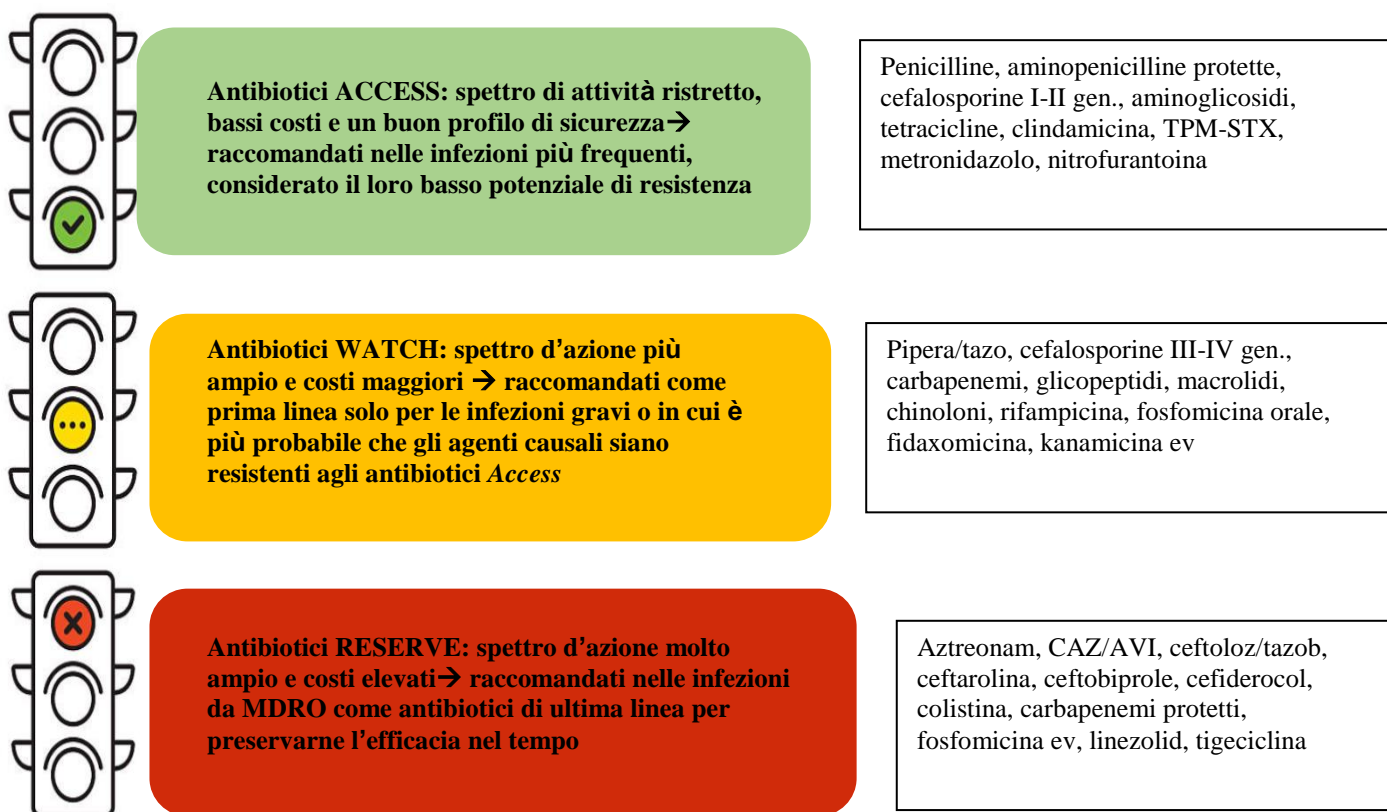 Antibiotici ACCESS: spettro di attività ristretto,
bassi costi e un buon profilo di sicurezza→
raccomandati nelle infezioni più frequenti,
considerato il loro basso potenziale di resistenza
Penicilline, aminopenicilline protette,
cefalosporine I-II gen., aminoglicosidi,
tetracicline, clindamicina, TPM-STX,
metronidazolo, nitrofurantoina
Antibiotici WATCH: spettro d’azione più
ampio e costi maggiori → raccomandati come
prima linea solo per le infezioni gravi o in cui è
più probabile che gli agenti causali siano
resistenti agli antibiotici Access
Pipera/tazo, cefalosporine III-IV gen.,
carbapenemi, glicopeptidi, macrolidi,
chinoloni, rifampicina, fosfomicina orale,
fidaxomicina, kanamicina ev
Antibiotici RESERVE: spettro d’azione molto
ampio e costi elevati→ raccomandati nelle infezioni
da MDRO come antibiotici di ultima linea per
preservarne l’efficacia nel tempo
Aztreonam, CAZ/AVI, ceftoloz/tazob,
ceftarolina, ceftobiprole, cefiderocol,
colistina, carbapenemi protetti,
fosfomicina ev, linezolid, tigeciclina